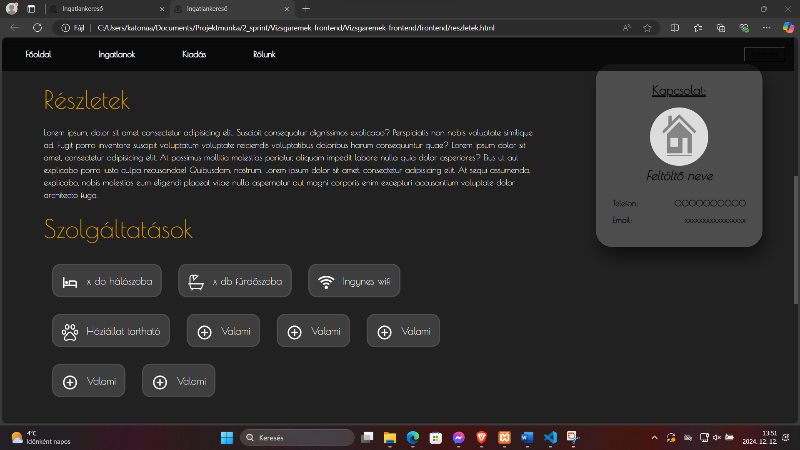 Ingatlankereső
Ingatlankereső
Fájl
C:/Users/katonaa/Documents/Projektmunka/2_sprint/Vizsgaremek-frontend/Vizsgaremek-frontend/frontend/reszletek.html
Főoldal
Ingatlanok
Kiadás
Rólunk
Részletek
Lorem ipsum, dolor sit amet consectetur adipisicing elit. Suscipit consequatur dignissimos explicabo? Perspiciatis non nobis voluptate similique
ad. Fugit porro inventore suscipit voluptatum voluptate reiciendis voluptatibus doloribus harum consequuntur quae? Lorem ipsum dolor sit
amet, consectetur adipisicing elit. At possimus mollitia molestias pariatur, aliquam impedit labore nulla quia dolor asperiores? Eius ut aut
explicabo porro iusto culpa recusandae! Quibusdam, nostrum. Lorem ipsum dolor sit amet, consectetur adipisicing elit. At sequi assumenda,
explicabo, nobis molestias eum eligendi placeat vitae nulla aspernatur aut magni corporis enim excepturi accusantium voluptate dolor
architecto fuga.
Szolgáltatások
x db hálószoba
x db fürdőszoba
Ingynes wifi
Háziállat tartható
Valami
Valami
Valami
Valami
Valami
Kapcsolat:
Feltöltő neve
Telefon:
OOOOOOOOOO
Email:
xxxxxxxxxxxxxxxx
4°C
Időnként napos
Keresés
13:51
2024. 12. 12.